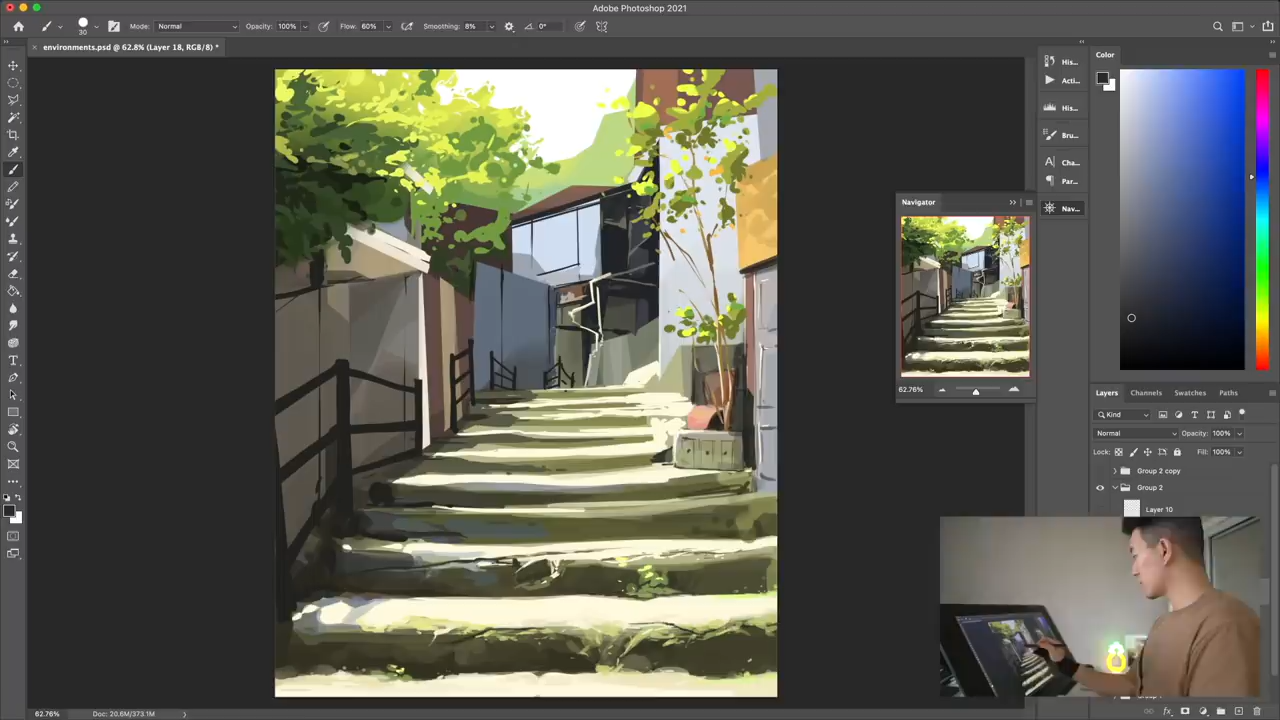 Adobe Photoshop 2021
30
Mode: Normal
Opacity: 100%
Flow: 60%
Smoothing: 8%
0°
environments.psd @ 62.8% (Layer 18, RGB/8) *
His...
Acti...
His...
Bru...
Cha...
Par...
Nav...
Color
Navigator
62.76%
Layers
Channels
Swatches
Paths
Kind
Normal
Opacity: 100%
Lock:
Fill: 100%
Group 2 copy
Group 2
Layer 10
62.76%
Doc: 20.6M/373.1M